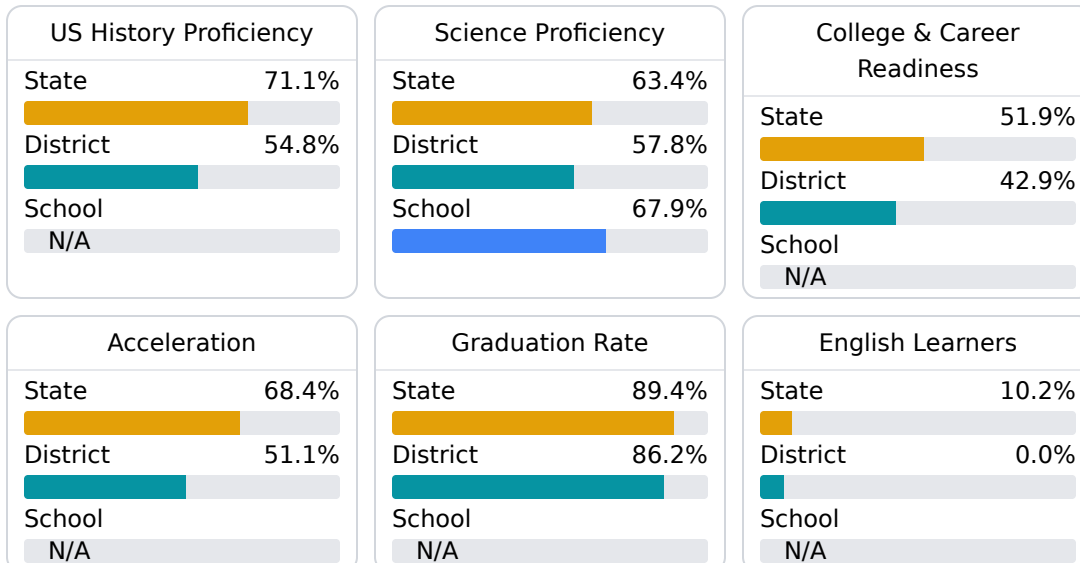 US History Proficiency
State 71.1%
District 54.8%
School
N/A
Science Proficiency
State 63.4%
District 57.8%
School 67.9%
College & Career
Readiness
State 51.9%
District 42.9%
School
N/A
Acceleration
State 68.4%
District 51.1%
School
N/A
Graduation Rate
State 89.4%
District 86.2%
School
N/A
English Learners
State 10.2%
District 0.0%
School
N/A